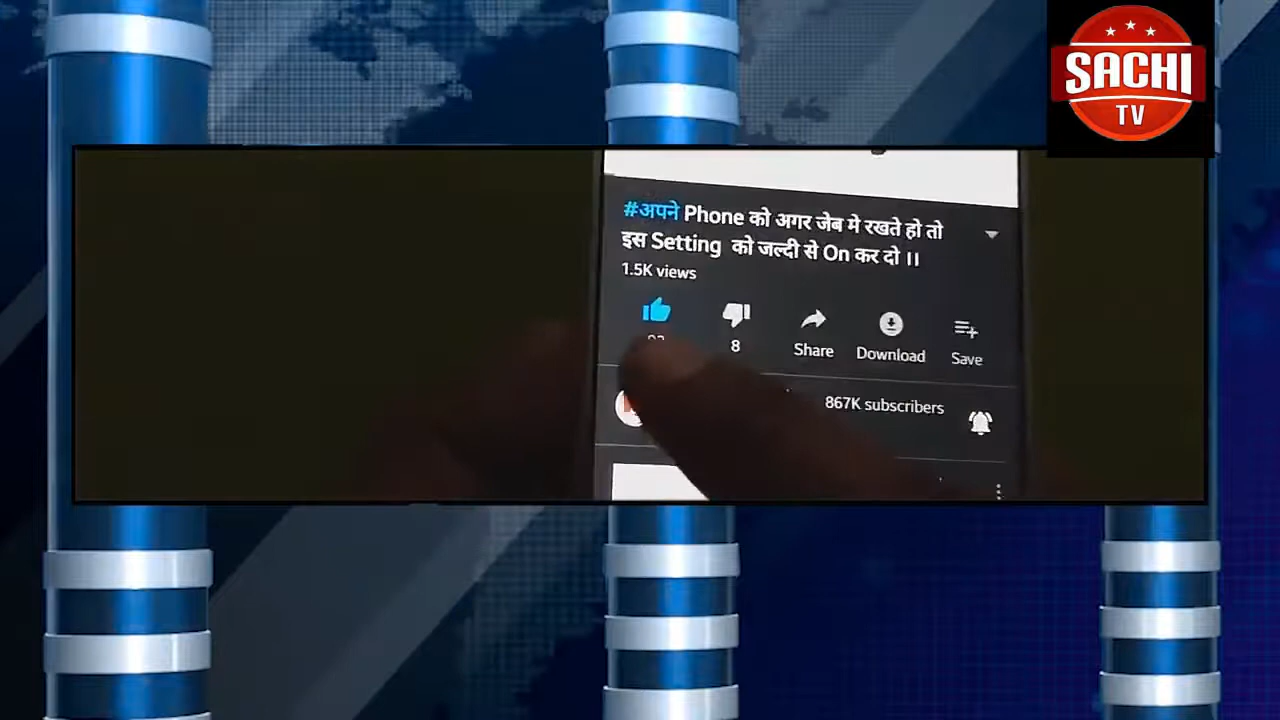 SACHI
TV
#अपने Phone को अगर जेब मे रखते हो तो
इस Setting को जल्दी से On कर दो ।।
1.5K views
8
Share
Download
Save
867K subscribers